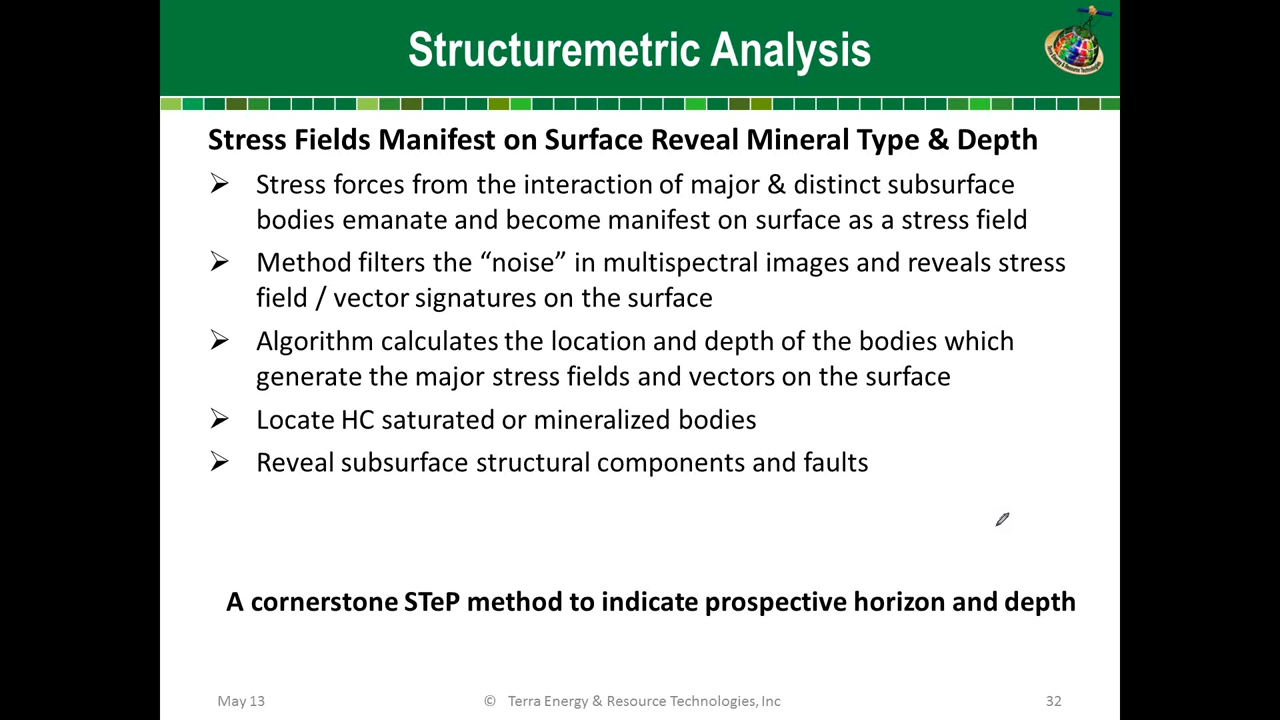 Structuremetric Analysis
Stress Fields Manifest on Surface Reveal Mineral Type & Depth
➢ Stress forces from the interaction of major & distinct subsurface
bodies emanate and become manifest on surface as a stress field
➢ Method filters the “noise” in multispectral images and reveals stress
field / vector signatures on the surface
➢ Algorithm calculates the location and depth of the bodies which
generate the major stress fields and vectors on the surface
➢ Locate HC saturated or mineralized bodies
➢ Reveal subsurface structural components and faults
A cornerstone STeP method to indicate prospective horizon and depth
May 13
© Terra Energy & Resource Technologies, Inc
32